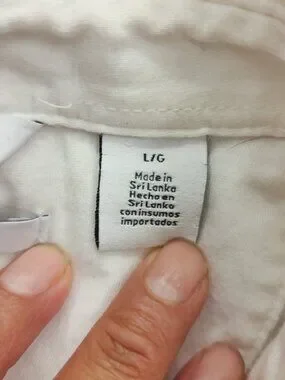 L/G
Made in
Sri Lanka
Hecho en
Sri Lanka
con insumos
importados